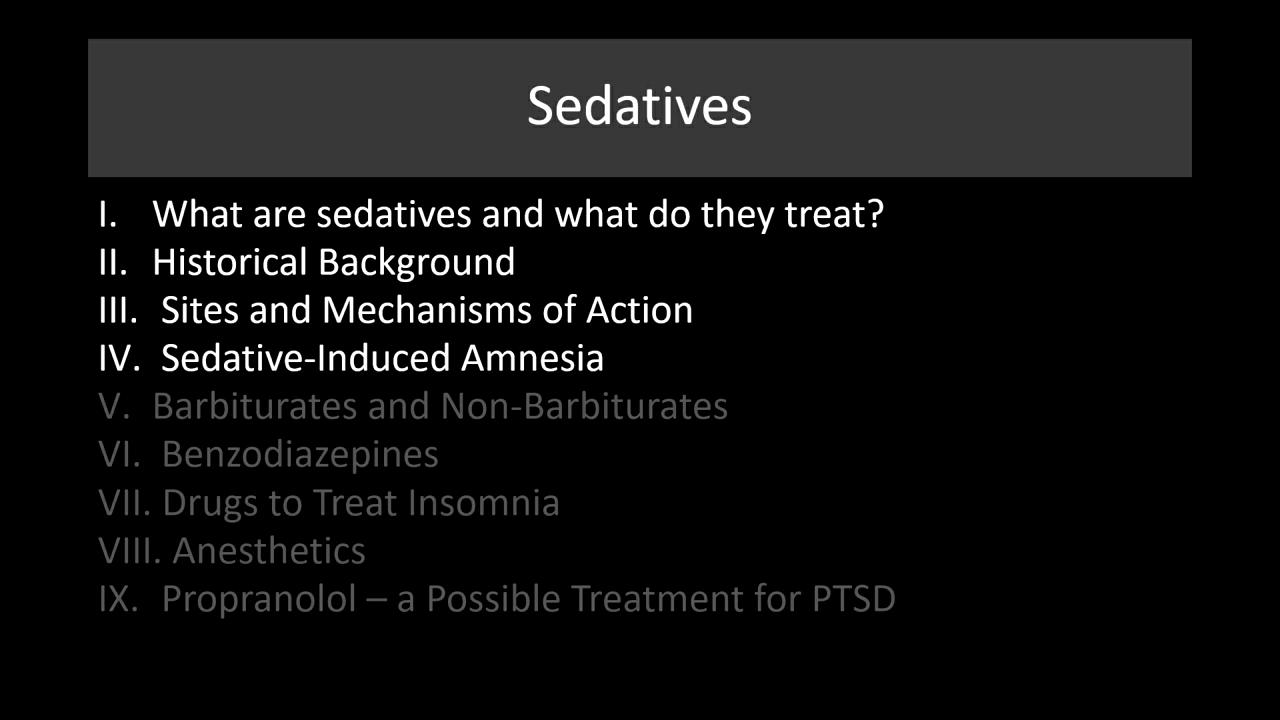 Sedatives
I. What are sedatives and what do they treat?
II. Historical Background
III. Sites and Mechanisms of Action
IV. Sedative-Induced Amnesia
V. Barbiturates and Non-Barbiturates
VI. Benzodiazepines
VII. Drugs to Treat Insomnia
VIII. Anesthetics
IX. Propranolol – a Possible Treatment for PTSD